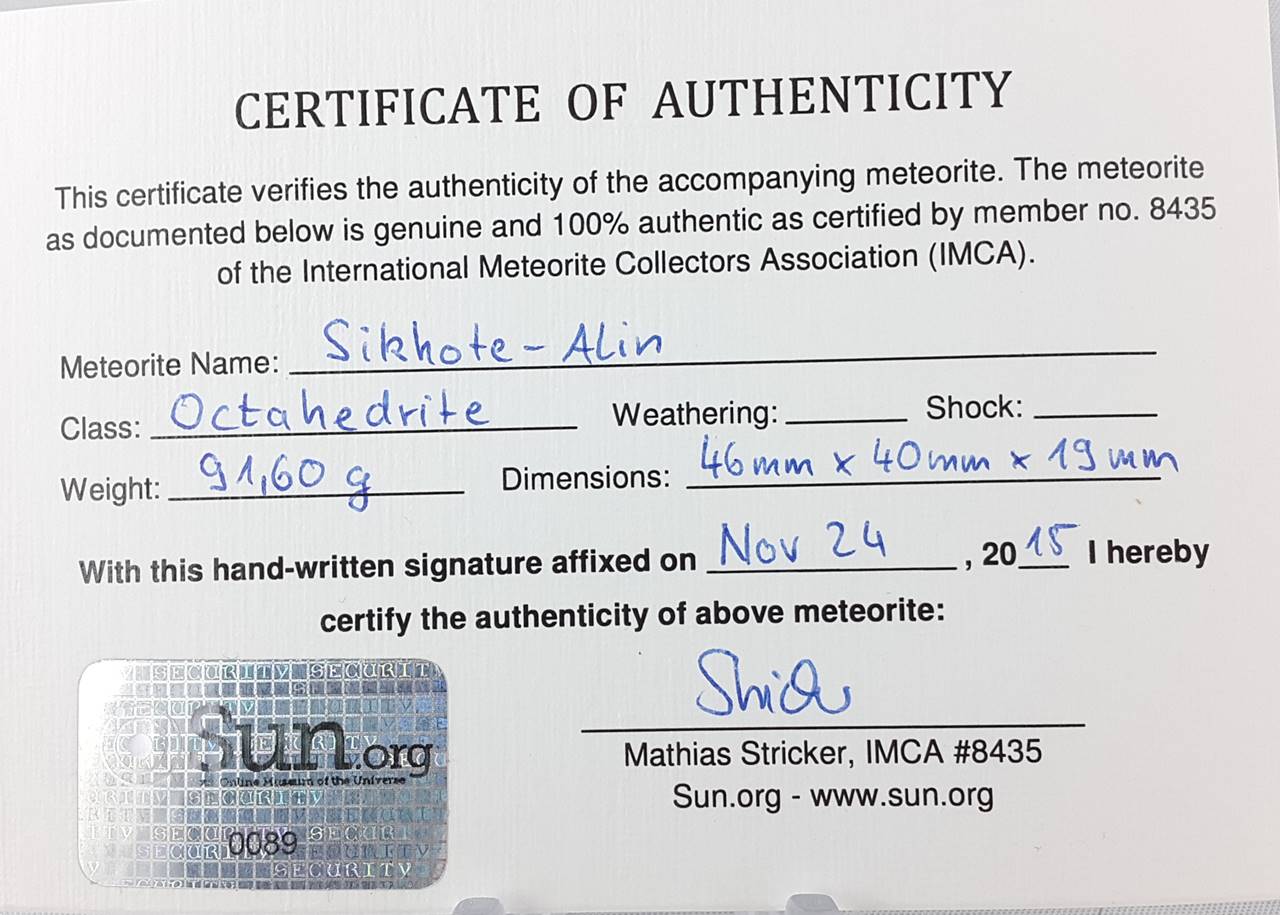 CERTIFICATE OF AUTHENTICITY
This certificate verifies the authenticity of the accompanying meteorite. The meteorite
as documented below is genuine and 100% authentic as certified by member no. 8435
of the International Meteorite Collectors Association (IMCA).
Meteorite Name: Sikhote-Alin
Class: Octahedrite Weathering: Shock:
Weight: 91,60 g Dimensions: 46mm x 40mm x 19mm
With this hand-written signature affixed on Nov 24, 2015 I hereby
certify the authenticity of above meteorite:
Mathias Stricker, IMCA #8435
Sun.org - www.sun.org
SECURITY SECURIT
Sun.org
Online Museum of the Universe
SECURITY
0089
SECURITY